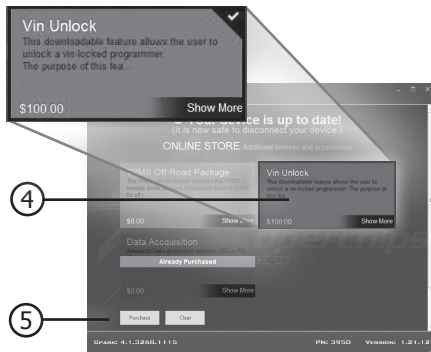 Vin Unlock
This downloadable feature allows the user to
unlock a vin-locked programmer.
The purpose of this fea...
$100.00 Show More
device is up to date!
(It is now safe to disconnect your device.)
ONLINE STORE Additional features and accessories
TPMS Off-Road Package
$0.00 Show More
Vin Unlock
This downloadable feature allows the user to
unlock a vin-locked programmer. The purpose of
this fea...
$100.00 Show More
4
Data Accquisition
Already Purchased
$0.00 Show More
5
Purchase Clear
Spark: 4.1.3268.1115 PN: 3950 Version: 1.21.12